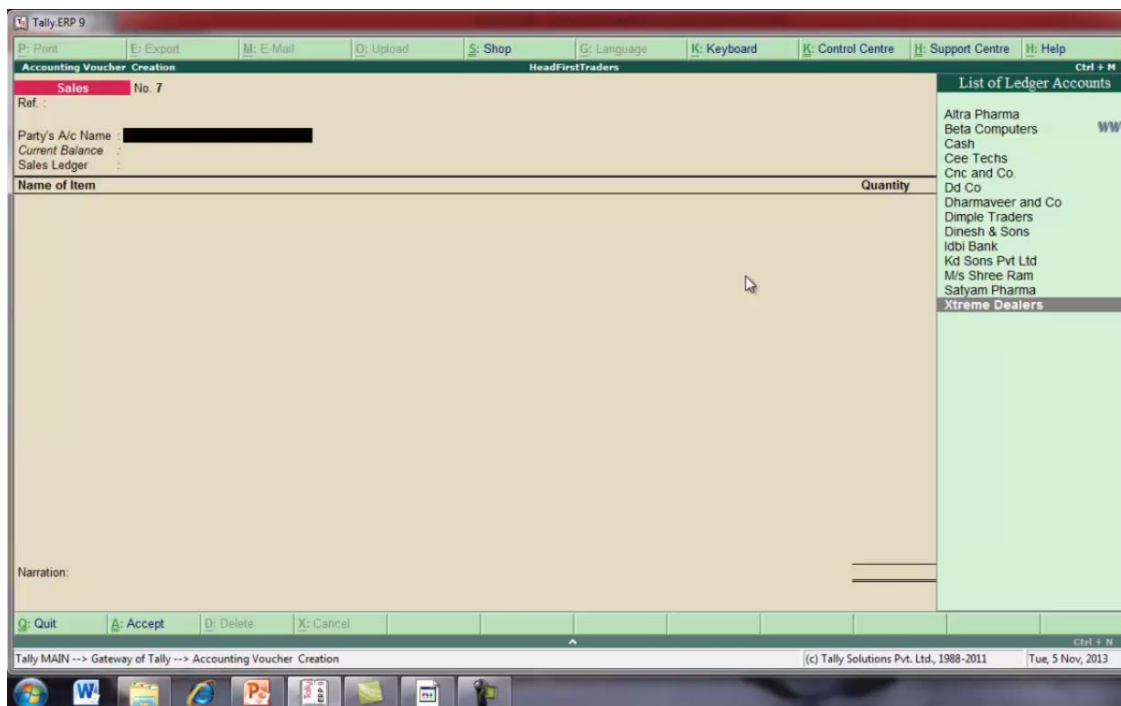 Tally.ERP 9
P: Print E: Export M: E-Mail O: Upload S: Shop G: Language K: Keyboard K: Control Centre H: Support Centre H: Help
Accounting Voucher Creation HeadFirstTraders Ctrl + M
Sales No. 7
Ref. :
Party's A/c Name :
Current Balance :
Sales Ledger :
Name of Item Quantity
List of Ledger Accounts
Altra Pharma
Beta Computers
Cash
Cee Techs
Cnc and Co.
Dd Co
Dharmaveer and Co
Dimple Traders
Dinesh & Sons
Idbi Bank
Kd Sons Pvt Ltd
M/s Shree Ram
Satyam Pharma
Xtreme Dealers
Narration:
Q: Quit A: Accept D: Delete X: Cancel
Ctrl + N
Tally MAIN --> Gateway of Tally --> Accounting Voucher Creation (c) Tally Solutions Pvt. Ltd., 1988-2011 Tue, 5 Nov, 2013